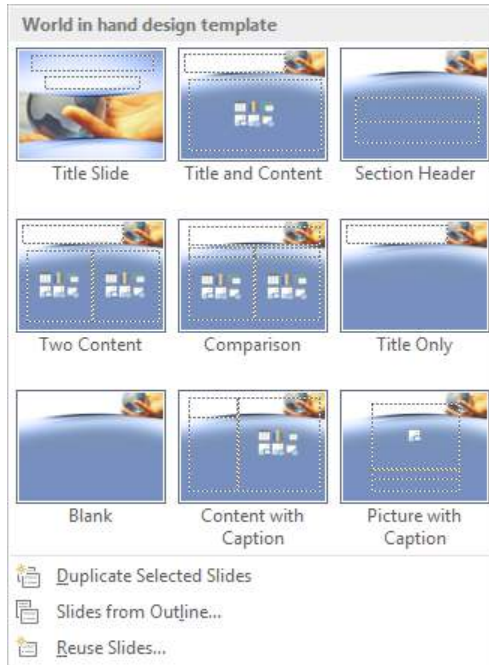 World in hand design template
Title Slide
Title and Content
Section Header
Two Content
Comparison
Title Only
Blank
Content with
Caption
Picture with
Caption
Duplicate Selected Slides
Slides from Outline...
Reuse Slides...